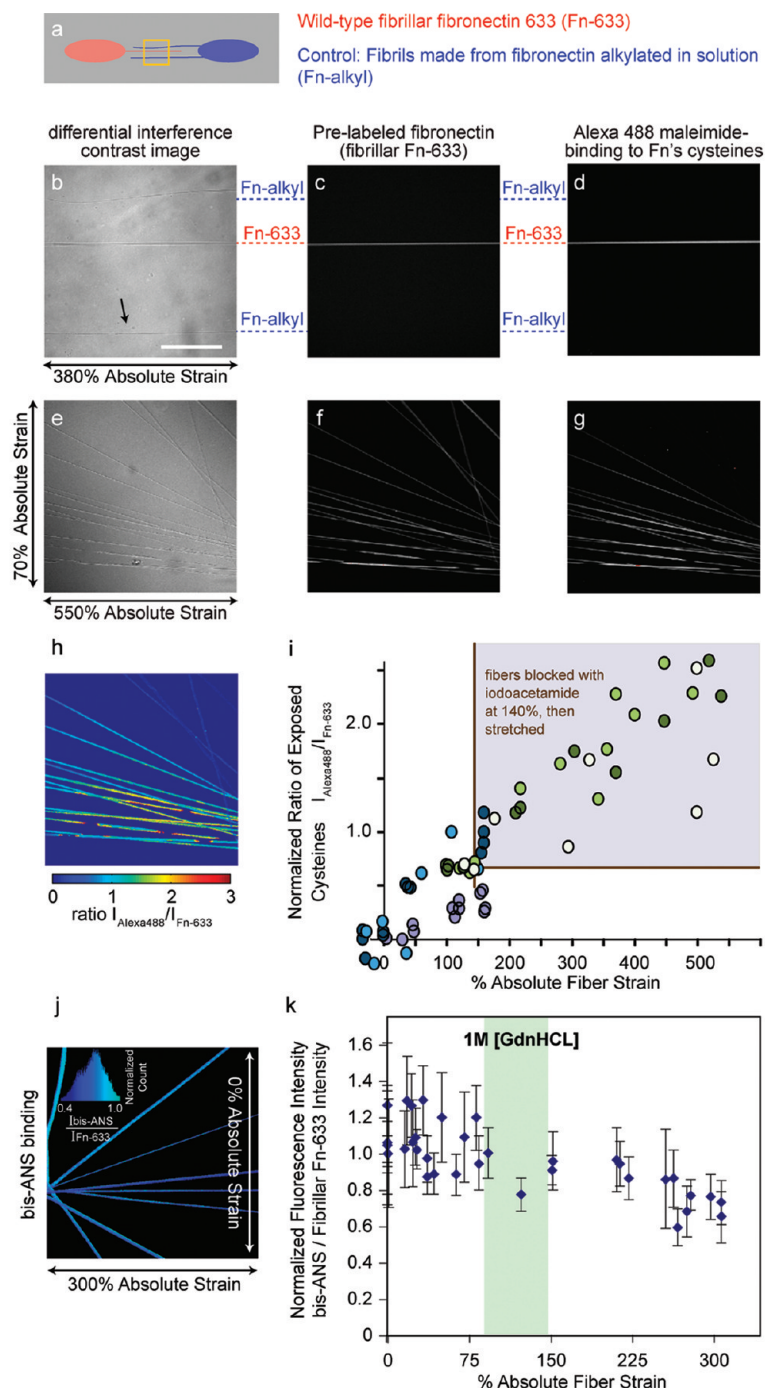 a
Wild-type fibrillar fibronectin 633 (Fn-633)
Control: Fibrils made from fibronectin alkylated in solution
(Fn-alkyl)
differential interference
contrast image
Pre-labeled fibronectin
(fibrillar Fn-633)
Alexa 488 maleimide-
binding to Fn's cysteines
b
Fn-alkyl
c
Fn-alkyl
d
Fn-633
Fn-633
Fn-alkyl
Fn-alkyl
380% Absolute Strain
70% Absolute Strain
e
f
g
550% Absolute Strain
h
0 1 2 3
ratio I Alexa488/I Fn-633
i
Normalized Ratio of Exposed
Cysteines I Alexa488/I Fn-633
fibers blocked with
iodoacetamide
at 140%, then
stretched
2.0
1.0
0 100 200 300 400 500
% Absolute Fiber Strain
j
bis-ANS binding
Normalized
Count
0.4 1.0
Ibis-ANS
IFn-633
0% Absolute Strain
300% Absolute Strain
k
Normalized Fluorescence Intensity
bis-ANS / Fibrillar Fn-633 Intensity
1M [GdnHCL]
1.6
1.4
1.2
1.0
0.8
0.6
0.4
0.2
0
0 75 150 225 300
% Absolute Fiber Strain